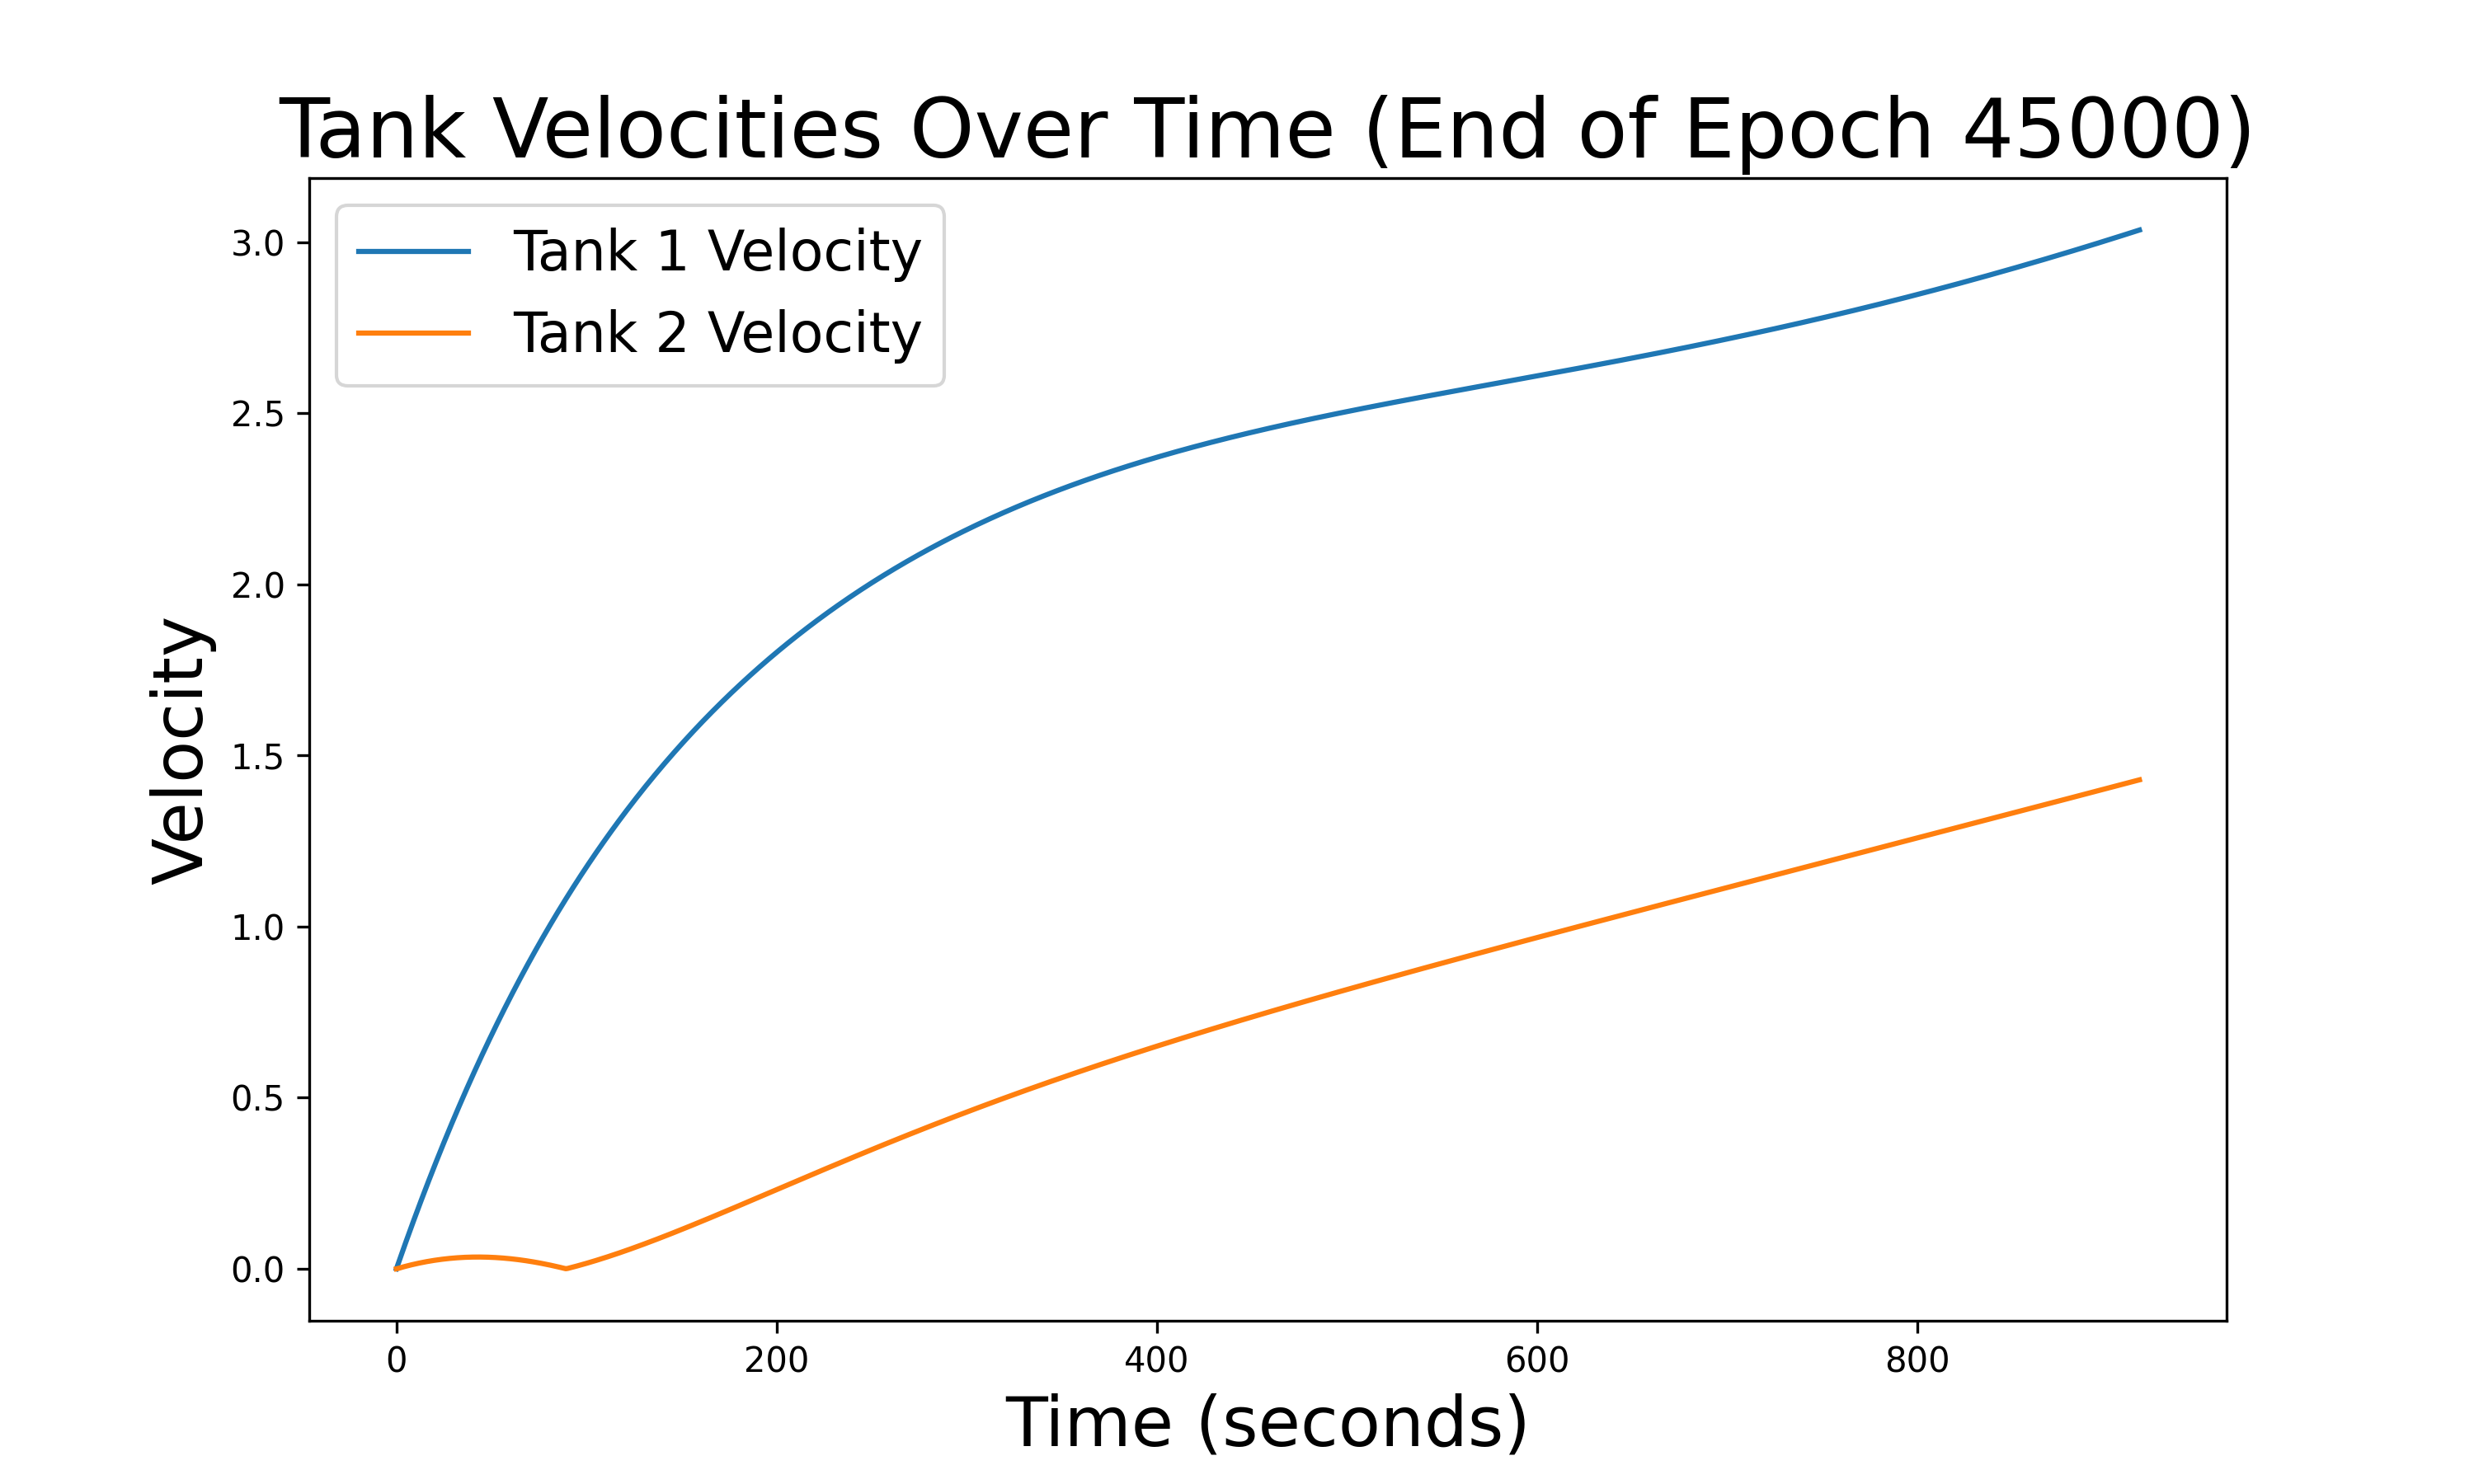 Tank Velocities Over Time (End of Epoch 45000)
Tank 1 Velocity
Tank 2 Velocity
Velocity
3.0
2.5
2.0
1.5
1.0
0.5
0.0
0 200 400 600 800
Time (seconds)